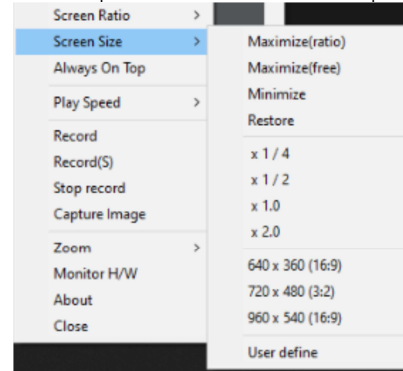 Screen Ratio
Screen Size
Always On Top
Play Speed
Record
Record(S)
Stop record
Capture Image
Zoom
Monitor H/W
About
Close
Maximize(ratio)
Maximize(free)
Minimize
Restore
x 1 / 4
x 1 / 2
x 1.0
x 2.0
640 x 360 (16:9)
720 x 480 (3:2)
960 x 540 (16:9)
User define